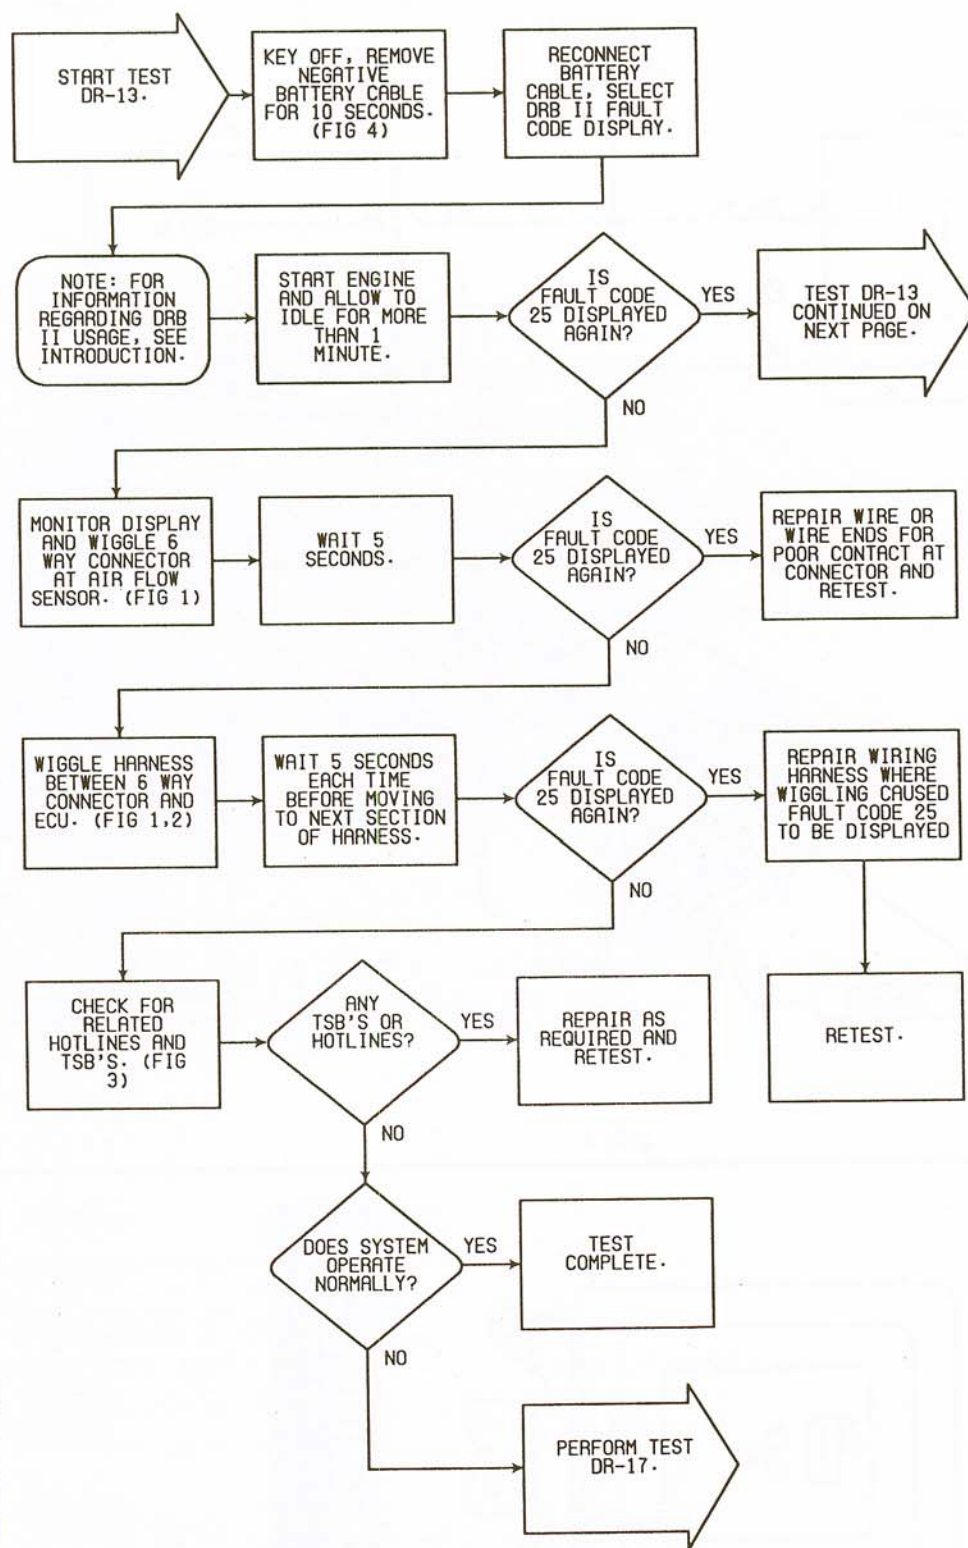 START TEST
DR-13.
KEY OFF, REMOVE
NEGATIVE
BATTERY CABLE
FOR 10 SECONDS.
(FIG 4)
RECONNECT
BATTERY
CABLE, SELECT
DRB II FAULT
CODE DISPLAY.
NOTE: FOR
INFORMATION
REGARDING DRB
II USAGE, SEE
INTRODUCTION.
START ENGINE
AND ALLOW TO
IDLE FOR MORE
THAN 1
MINUTE.
IS
FAULT CODE
25 DISPLAYED
AGAIN?
YES
TEST DR-13
CONTINUED ON
NEXT PAGE.
NO
MONITOR DISPLAY
AND WIGGLE 6
WAY CONNECTOR
AT AIR FLOW
SENSOR. (FIG 1)
WAIT 5
SECONDS.
IS
FAULT CODE
25 DISPLAYED
AGAIN?
YES
REPAIR WIRE OR
WIRE ENDS FOR
POOR CONTACT AT
CONNECTOR AND
RETEST.
NO
WIGGLE HARNESS
BETWEEN 6 WAY
CONNECTOR AND
ECU. (FIG 1,2)
WAIT 5 SECONDS
EACH TIME
BEFORE MOVING
TO NEXT SECTION
OF HARNESS.
IS
FAULT CODE
25 DISPLAYED
AGAIN?
YES
REPAIR WIRING
HARNESS WHERE
WIGGLING CAUSED
FAULT CODE 25
TO BE DISPLAYED
NO
CHECK FOR
RELATED
HOTLINES AND
TSB'S. (FIG
3)
ANY
TSB'S OR
HOTLINES?
YES
REPAIR AS
REQUIRED AND
RETEST.
RETEST.
NO
DOES SYSTEM
OPERATE
NORMALLY?
YES
TEST
COMPLETE.
NO
PERFORM TEST
DR-17.